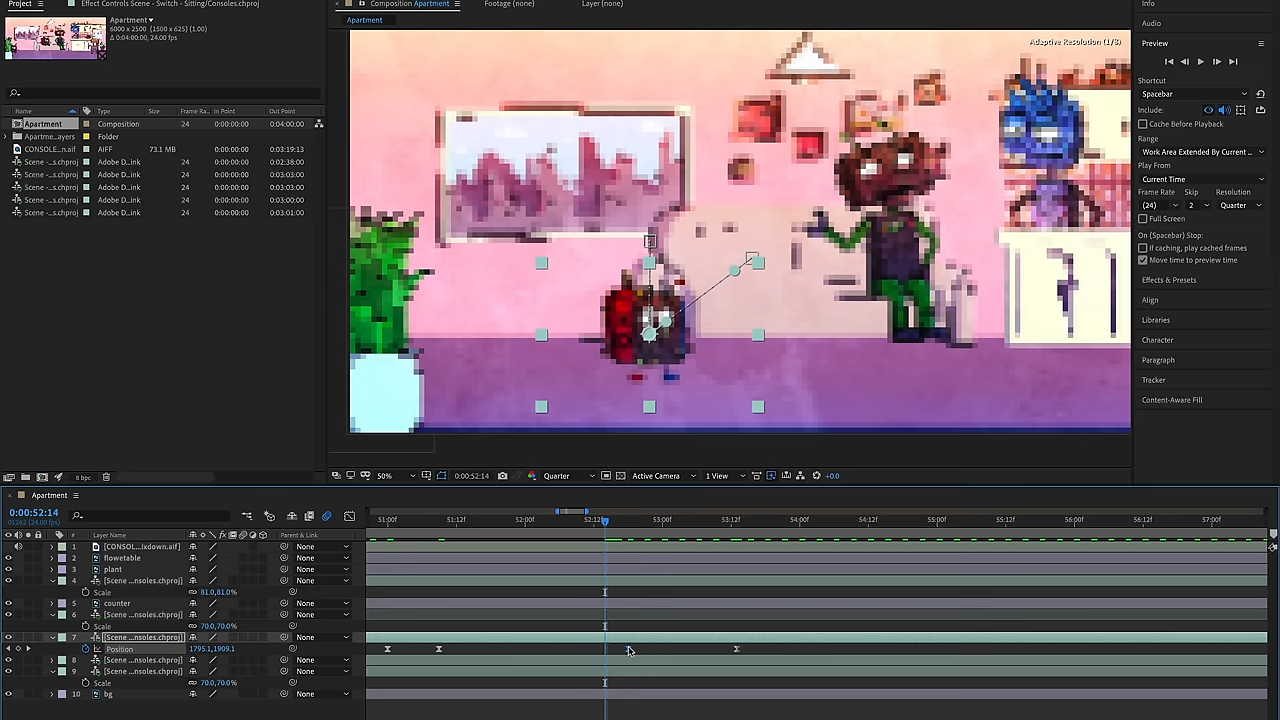 Project ☰ Effect Controls Scene - Switch - Sitting/Consoles.chproj
Composition Apartment ☰ Footage (none) Layer (none)
Info
Apartment▼
6000 x 2500 (1500 x 625) (1.00)
Δ 0:04:00:00, 24.00 fps
Apartment
Audio
Adaptive Resolution (1/8)
Preview
Shortcut
Spacebar
Include:
Cache Before Playback
Range
Work Area Extended By Current ...
Play From
Current Time
Frame Rate Skip Resolution
(24) 2 Quarter
Full Screen
On (Spacebar) Stop:
If caching, play cached frames
Move time to preview time
Effects & Presets
Align
Libraries
Character
Paragraph
Tracker
Content-Aware Fill
Name Type Size Frame Ra... In Point Out Point
Apartment Composition 24 0:00:00:00 0:04:00:00
Apartme...ayers Folder
CONSOLE...n.aif AIFF 73.1 MB 0:00:00:00 0:03:19:13
Scene -...s.chproj Adobe D...ink 24 0:00:00:00 0:02:38:00
Scene -...s.chproj Adobe D...ink 24 0:00:00:00 0:03:03:00
Scene -...s.chproj Adobe D...ink 24 0:00:00:00 0:03:03:00
Scene -...s.chproj Adobe D...ink 24 0:00:00:00 0:03:00:00
Scene -...s.chproj Adobe D...ink 24 0:00:00:00 0:03:01:00
8 bpc
50% 0:00:52:14 Quarter Active Camera 1 View +0.0
Apartment ☰
0:00:52:14
01262 (24.00 fps)
51:00f 51:12f 52:00f 52:12f 53:00f 53:12f 54:00f 54:12f 55:00f 55:12f 56:00f 56:12f 57:00f
# Layer Name Parent & Link
1 [CONSOL...ixdown.aif] None
2 flowetable None
3 plant None
4 [Scene ...nsoles.chproj] None
Scale 81.0,81.0%
5 counter None
6 [Scene ...nsoles.chproj] None
Scale 70.0,70.0%
7 [Scene ...nsoles.chproj] None
Position 1795.1,1909.1
8 [Scene ...nsoles.chproj] None
9 [Scene ...nsoles.chproj] None
Scale 70.0,70.0%
10 bg None